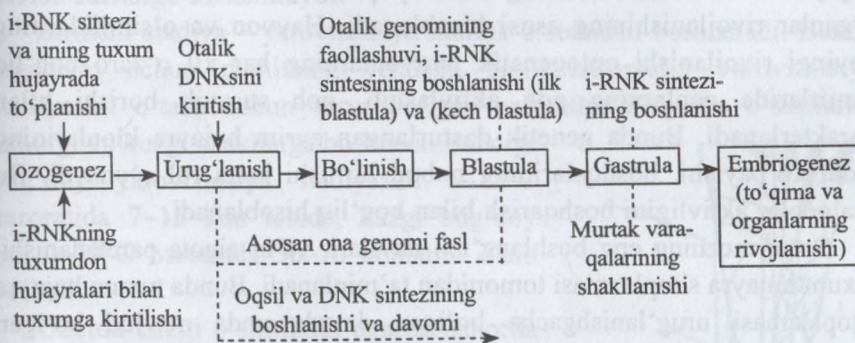 i-RNK sintezi
va uning tuxum
hujayrada
to‘planishi
Otalik
DNKsini
kiritish
Otalik genomining
faollashuvi, i-RNK
sintesining boshlanishi (ilk
blastula) va (kech blastula)
i-RNK sintezi-
ning boshlanishi
ozogenez
Urug‘lanish
Bo‘linish
Blastula
Gastrula
Embriogenez
(to‘qima va
organlarning
rivojlanishi)
i-RNKning
tuxumdon
hujayralari bilan
tuxumga kiritilishi
Asosan ona genomi fasl
Oqsil va DNK sintezining
boshlanishi va davomi
Murtak vara-
qalarining
shakllanishi